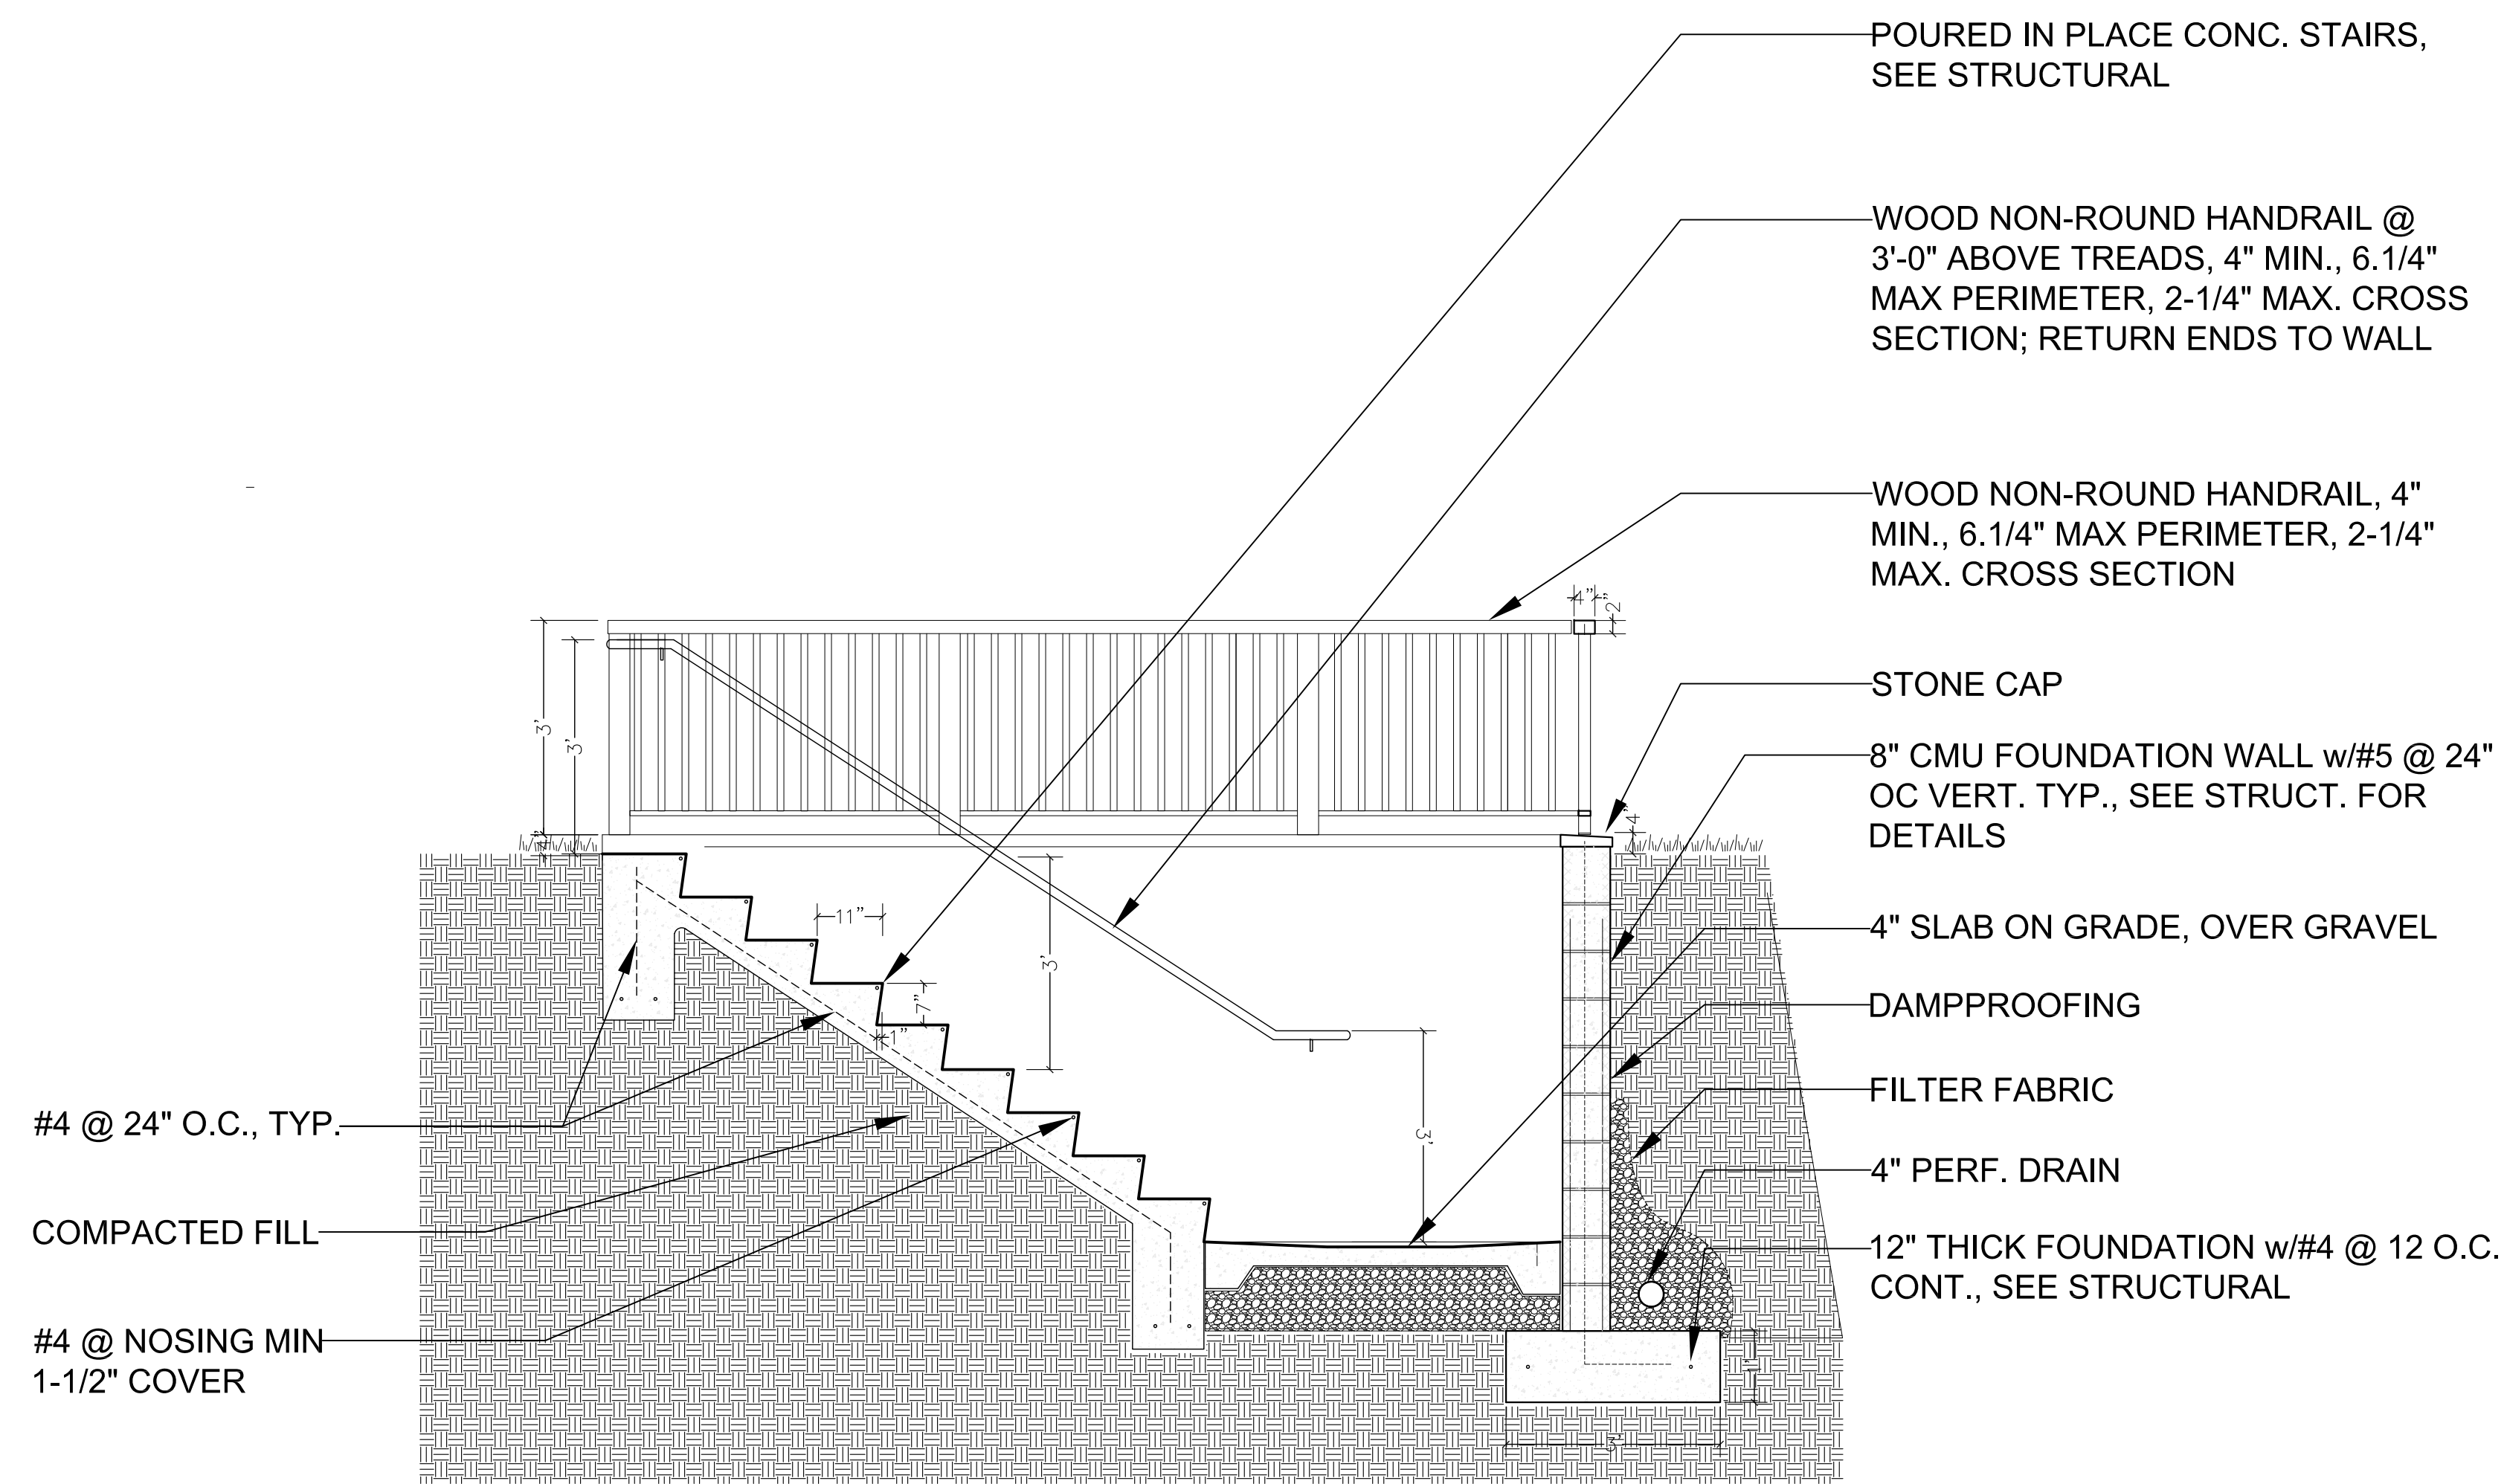 POURED IN PLACE CONC. STAIRS,
SEE STRUCTURAL
WOOD NON-ROUND HANDRAIL @
3'-0" ABOVE TREADS, 4" MIN., 6.1/4"
MAX PERIMETER, 2-1/4" MAX. CROSS
SECTION; RETURN ENDS TO WALL
WOOD NON-ROUND HANDRAIL, 4"
MIN., 6.1/4" MAX PERIMETER, 2-1/4"
MAX. CROSS SECTION
4"
2"
STONE CAP
3'
3'
8" CMU FOUNDATION WALL w/#5 @ 24"
OC VERT. TYP., SEE STRUCT. FOR
DETAILS
4"
4"
11"
4" SLAB ON GRADE, OVER GRAVEL
3'
7"
1"
DAMPPROOFING
FILTER FABRIC
#4 @ 24" O.C., TYP.
3'
4" PERF. DRAIN
COMPACTED FILL
12" THICK FOUNDATION w/#4 @ 12 O.C.
CONT., SEE STRUCTURAL
#4 @ NOSING MIN
1-1/2" COVER
1'
3'